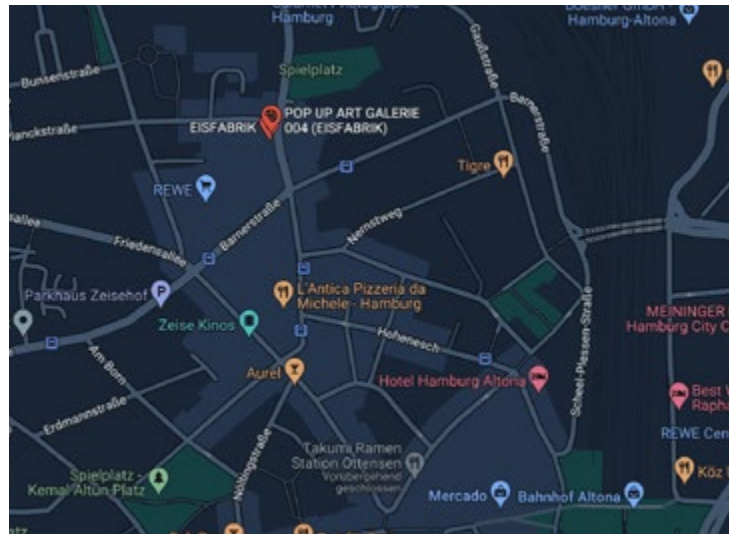 Hamburg
Hamburg-Altona
Bunsenstraße
Spielplatz
Gaußstraße
Barnerstraße
POP UP ART GALERIE
EISFABRIK
004 (EISFABRIK)
Planckstraße
Tigre
REWE
Nernstweg
Barnerstraße
Friedensallee
L'Antica Pizzeria da
Michele - Hamburg
Parkhaus Zeisehof
P
Zeise Kinos
Hohenesch
Scheel-Plessen-Straße
MEININGER
Hamburg City
Am Born
Aurel
Hotel Hamburg Altona
Best
Erdmannstraße
Nöltingstraße
Takumi Ramen
Station Ottensen
Vorübergehend
geschlossen
REWE
Spielplatz -
Kemal Altun Platz
Mercado
Bahnhof Altona
Köz